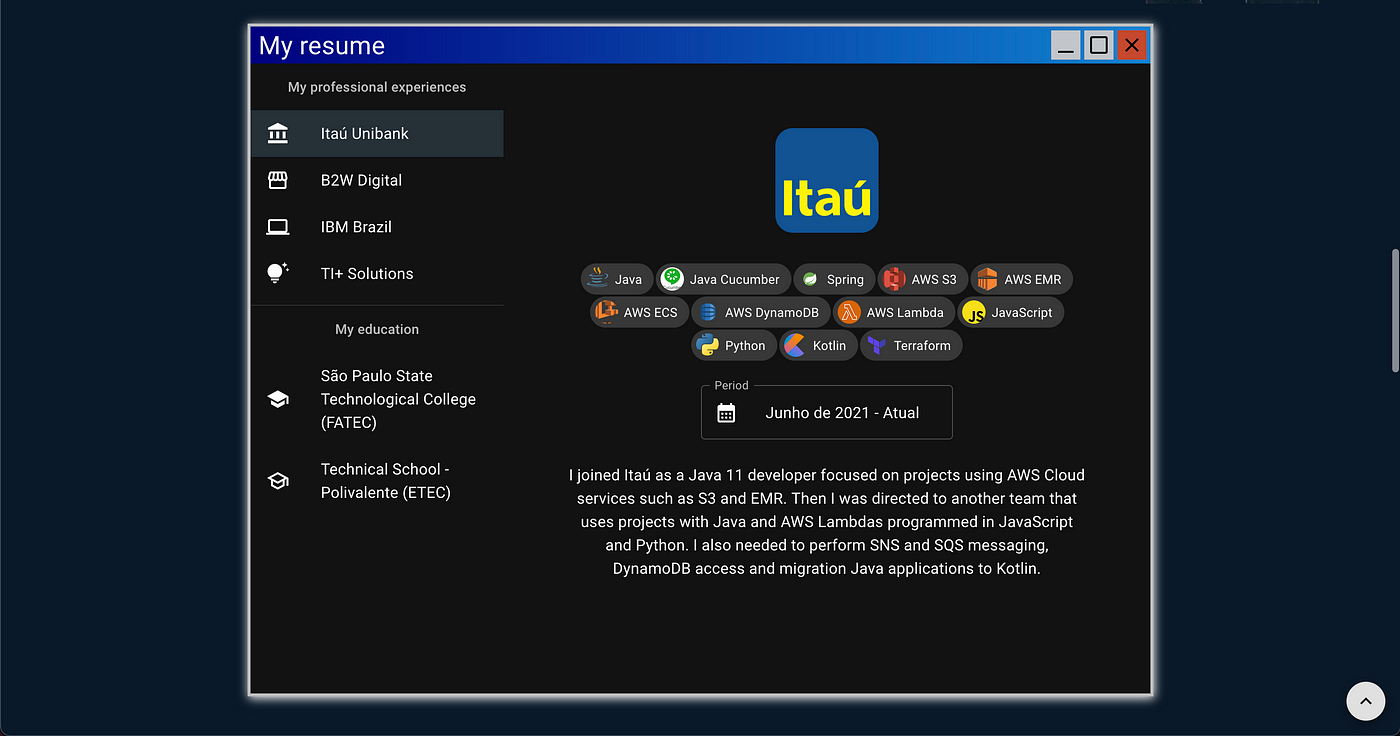 My resume
My professional experiences
Itaú Unibank
B2W Digital
IBM Brazil
TI+ Solutions
My education
São Paulo State
Technological College
(FATEC)
Technical School -
Polivalente (ETEC)
Itaú
Java
Java Cucumber
Spring
AWS S3
AWS EMR
AWS ECS
AWS DynamoDB
AWS Lambda
JS
JavaScript
Python
Kotlin
Terraform
Period
Junho de 2021 - Atual
I joined Itaú as a Java 11 developer focused on projects using AWS Cloud
services such as S3 and EMR. Then I was directed to another team that
uses projects with Java and AWS Lambdas programmed in JavaScript
and Python. I also needed to perform SNS and SQS messaging,
DynamoDB access and migration Java applications to Kotlin.